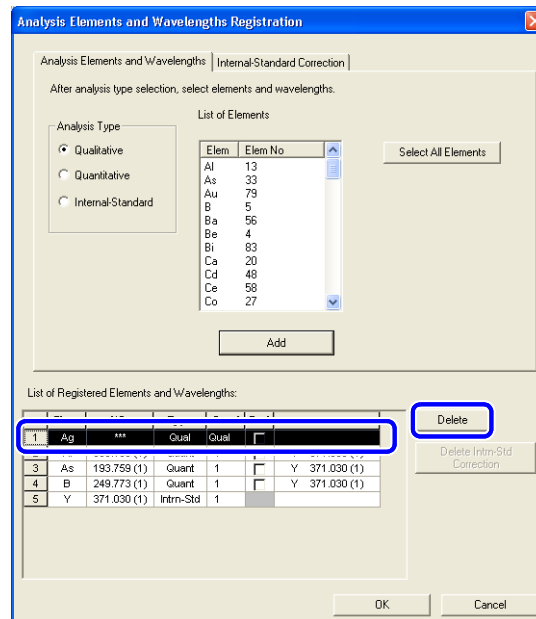 Analysis Elements and Wavelengths Registration
Analysis Elements and Wavelengths Internal-Standard Correction
After analysis type selection, select elements and wavelengths.
Analysis Type
Qualitative
Quantitative
Internal-Standard
List of Elements
Elem Elem No
Al 13
As 33
Au 79
B 5
Ba 56
Be 4
Bi 83
Ca 20
Cd 48
Ce 58
Co 27
Select All Elements
Add
List of Registered Elements and Wavelengths:
1 Ag *** Qual Qual
3 As 193.759 (1) Quant 1 Y 371.030 (1)
4 B 249.773 (1) Quant 1 Y 371.030 (1)
5 Y 371.030 (1) Intrn-Std 1
Delete
Delete Intrn-Std
Correction
OK Cancel